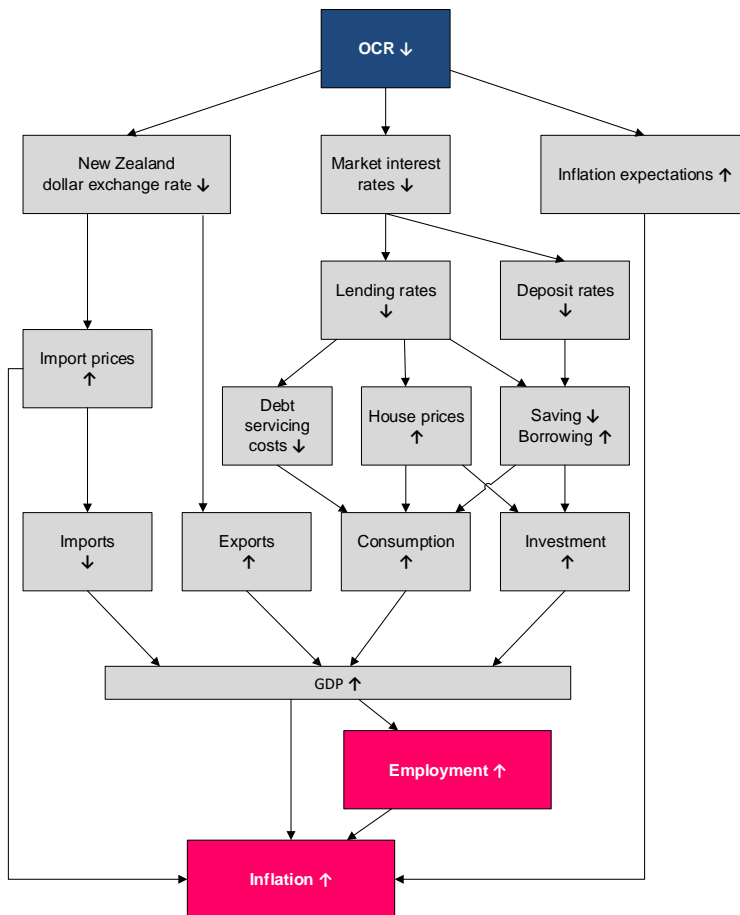 OCR ↓
New Zealand
dollar exchange rate ↓
Market interest
rates ↓
Inflation expectations ↑
Lending rates
↓
Deposit rates
↓
Import prices
↑
Debt
servicing
costs ↓
House prices
↑
Saving ↓
Borrowing ↑
Imports
↓
Exports
↑
Consumption
↑
Investment
↑
GDP ↑
Employment ↑
Inflation ↑